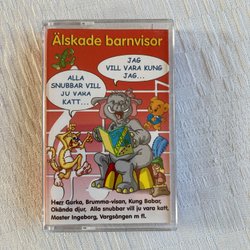 Älskade barnvisor
JAG
VILL VARA KUNG
JAG...
ALLA
SNUBBAR VILL
JU VARA
KATT...
Herr Gurka, Brumma-visan, Kung Babar,
Okända djur, Alla snubbar vill ju vara katt,
Moster Ingeborg, Vargsången m fl.